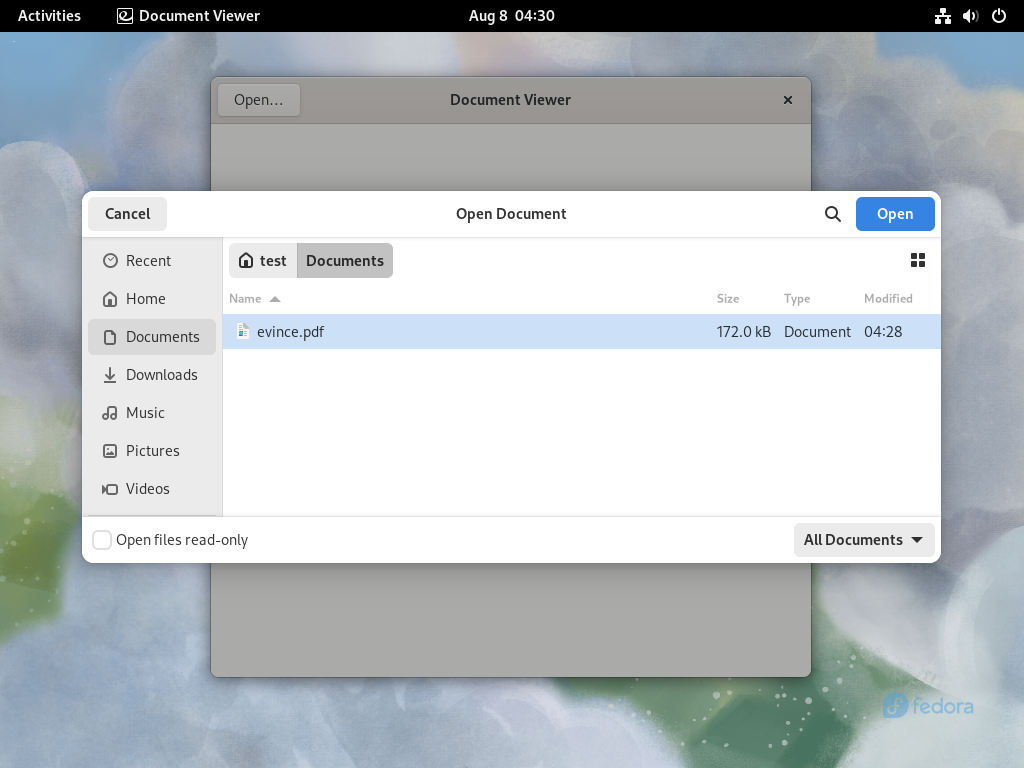 Activities Document Viewer Aug 8 04:30
Open... Document Viewer
Cancel Open Document Open
Recent
Home
Documents
Downloads
Music
Pictures
Videos
test Documents
Name Size Type Modified
evince.pdf 172.0 kB Document 04:28
Open files read-only All Documents
fedora